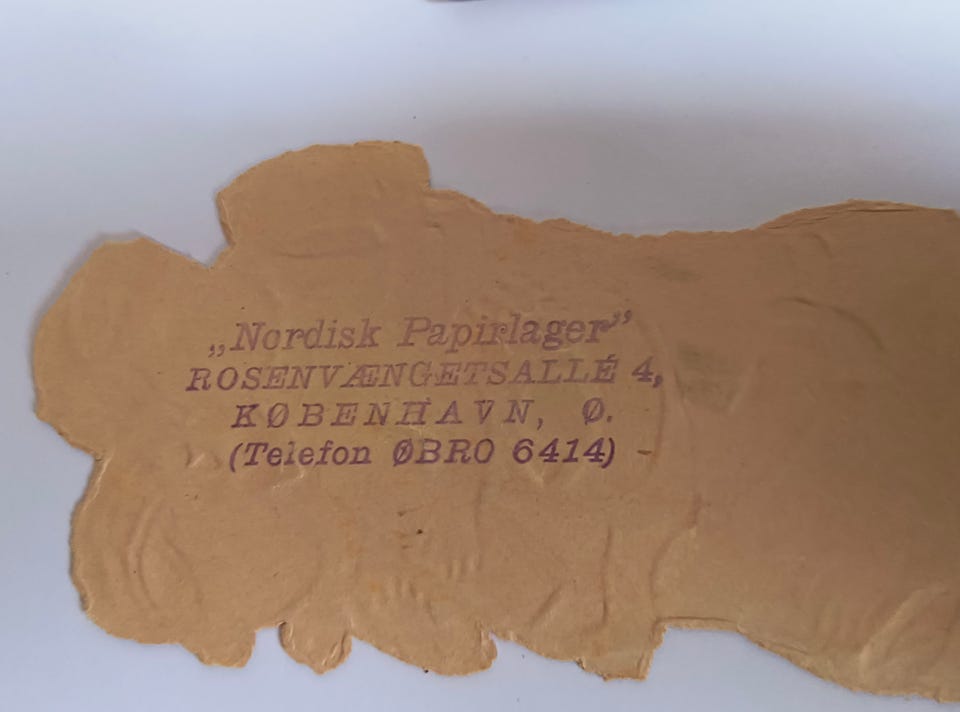 „Nordisk Papirlager”
ROSENVÆNGETSALLÉ 4,
KØBENHAVN, Ø.
(Telefon ØBRO 6414)